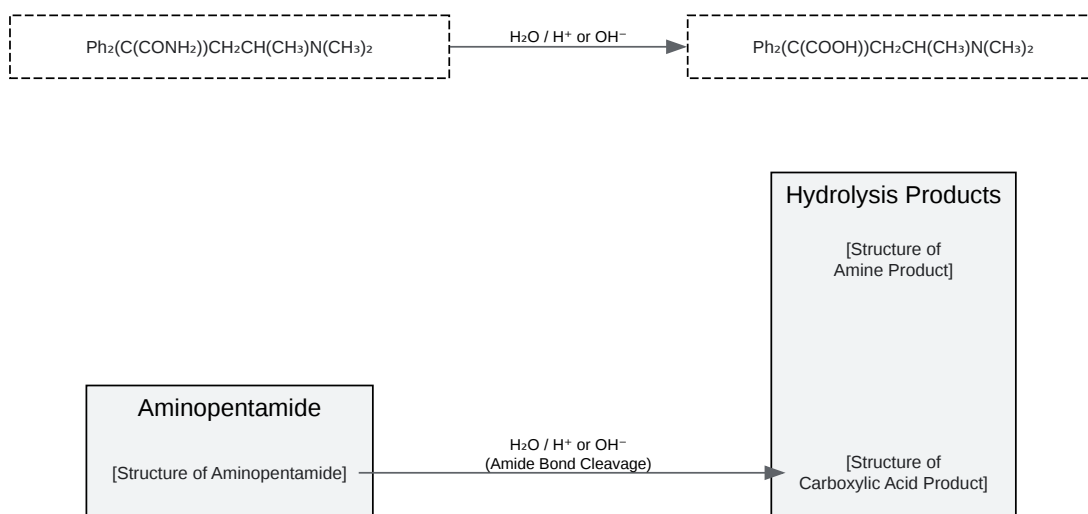 Ph₂(C(CONH₂))CH₂CH(CH₃)N(CH₃)₂
H₂O / H⁺ or OH⁻
Ph₂(C(COOH))CH₂CH(CH₃)N(CH₃)₂
Hydrolysis Products
[Structure of
Amine Product]
Aminopentamide
[Structure of Aminopentamide]
H₂O / H⁺ or OH⁻
(Amide Bond Cleavage)
[Structure of
Carboxylic Acid Product]